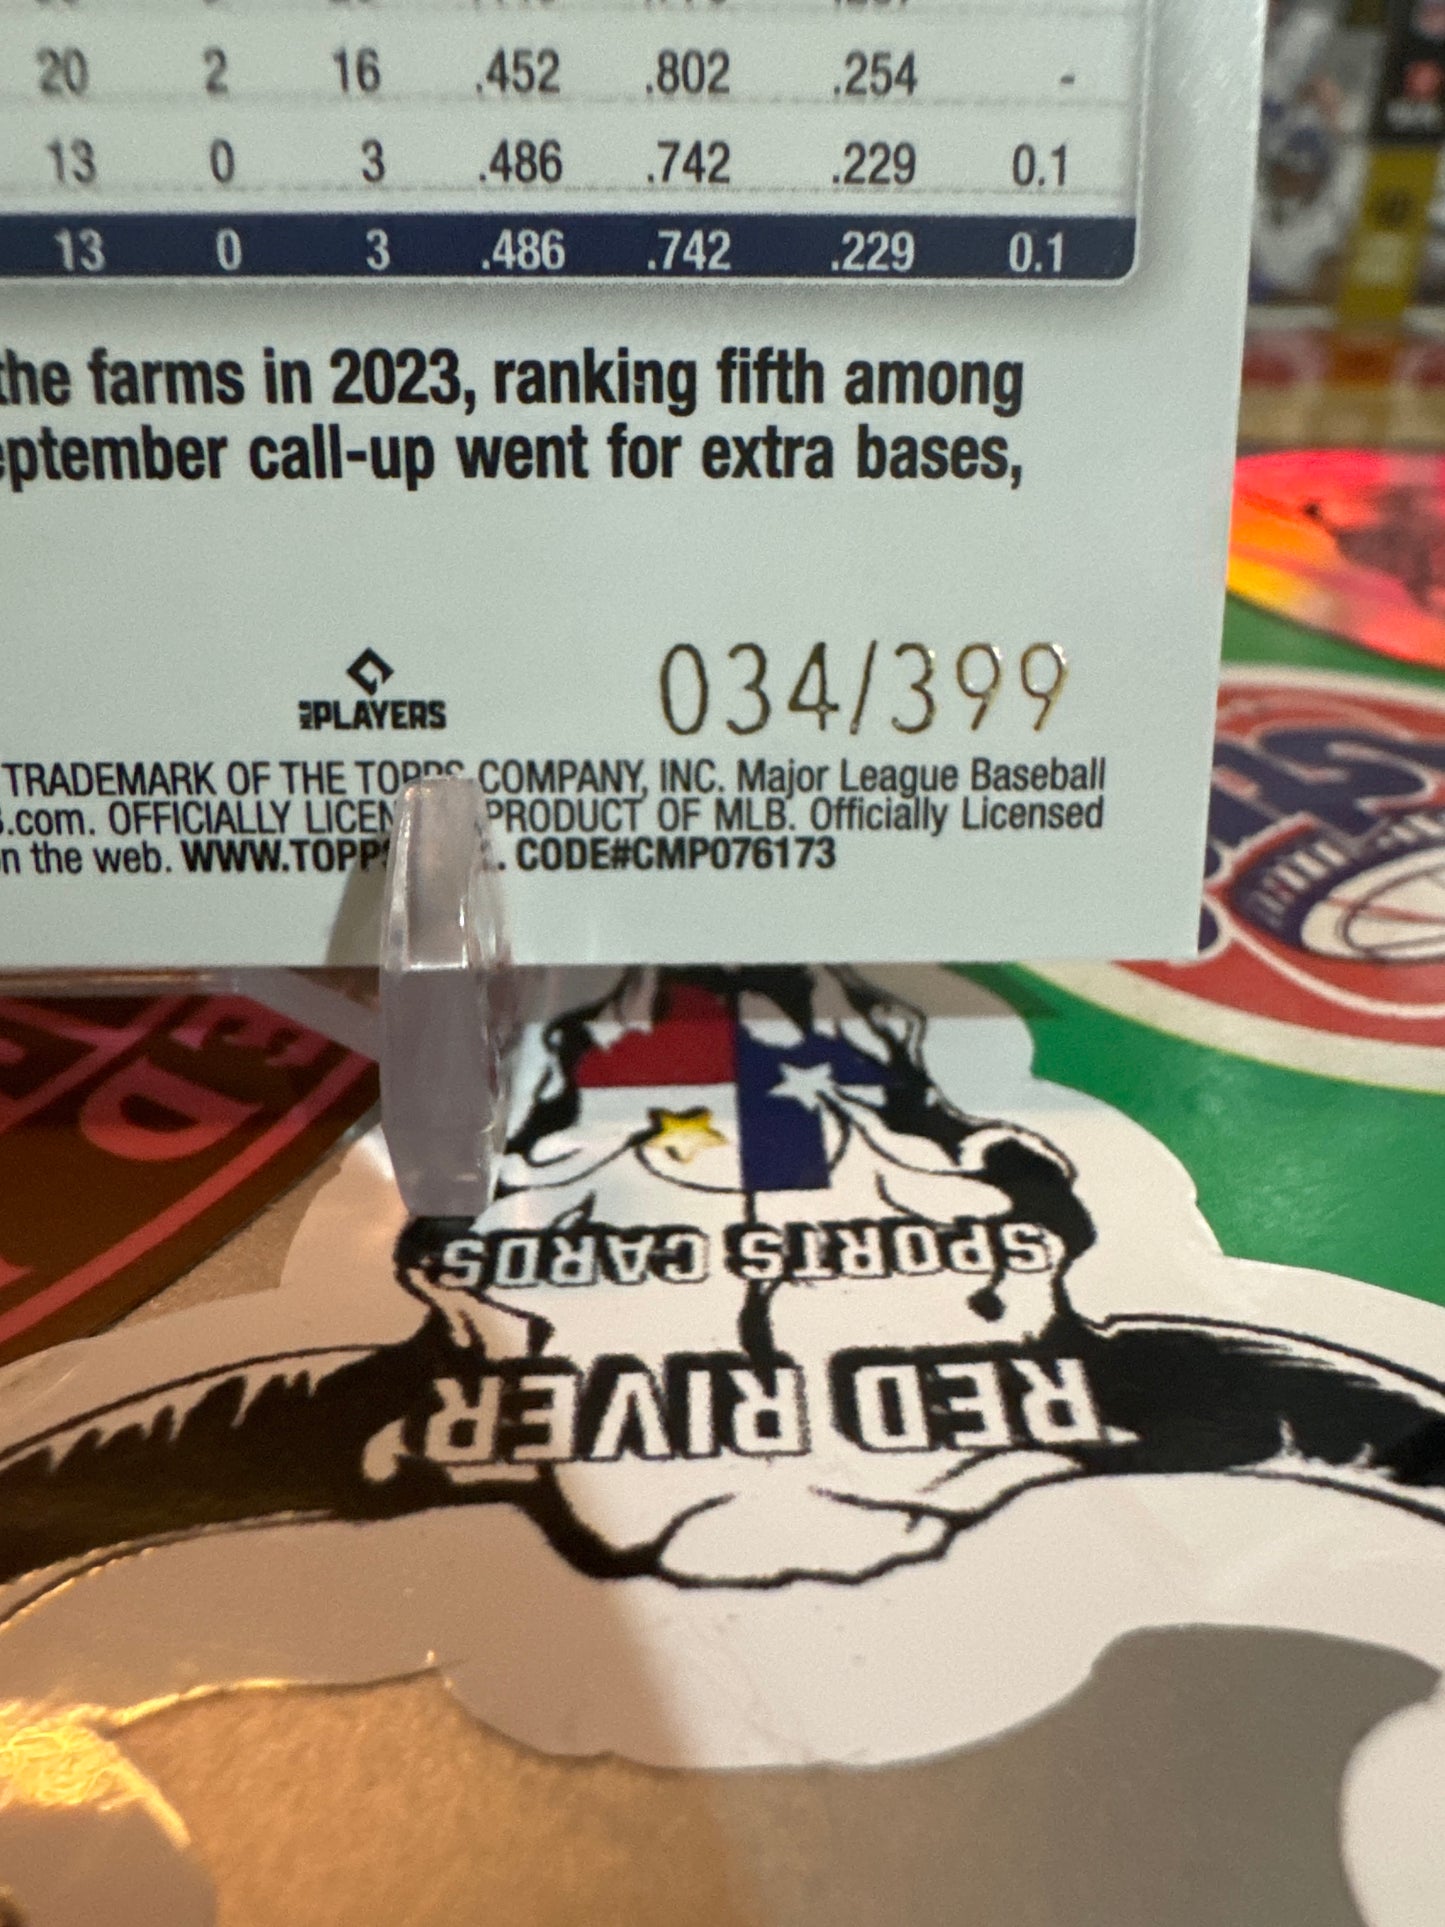 20 2 16 .452 .802 .254 -
13 0 3 .486 .742 .229 0.1
13 0 3 .486 .742 .229 0.1
the farms in 2023, ranking fifth among
eptember call-up went for extra bases,
PLAYERS
034/399
TRADEMARK OF THE TOPPS COMPANY, INC. Major League Baseball
.com. OFFICIALLY LICEN PRODUCT OF MLB. Officially Licensed
n the web. WWW.TOPPS . CODE#CMP076173
RED RIVER
SPORTS CARDS